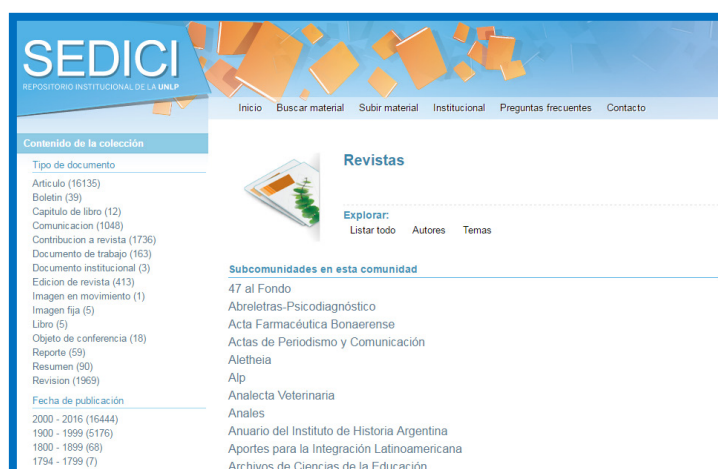 SEDICI
REPOSITORIO INSTITUCIONAL DE LA UNLP
Inicio Buscar material Subir material Institucional Preguntas frecuentes Contacto
Contenido de la colección
Tipo de documento
Articulo (16135)
Boletin (39)
Capitulo de libro (12)
Comunicacion (1048)
Contribucion a revista (1736)
Documento de trabajo (163)
Documento institucional (3)
Edicion de revista (413)
Imagen en movimiento (1)
Imagen fija (5)
Libro (5)
Objeto de conferencia (18)
Reporte (59)
Resumen (90)
Revision (1969)
Fecha de publicación
2000 - 2016 (16444)
1900 - 1999 (5176)
1800 - 1899 (68)
1794 - 1799 (7)
Revistas
Explorar:
Listar todo Autores Temas
Subcomunidades en esta comunidad
47 al Fondo
Abreletras-Psicodiagnóstico
Acta Farmacéutica Bonaerense
Actas de Periodismo y Comunicación
Aletheia
Alp
Analecta Veterinaria
Anales
Anuario del Instituto de Historia Argentina
Aportes para la Integración Latinoamericana
Archivos de Ciencias de la Educación